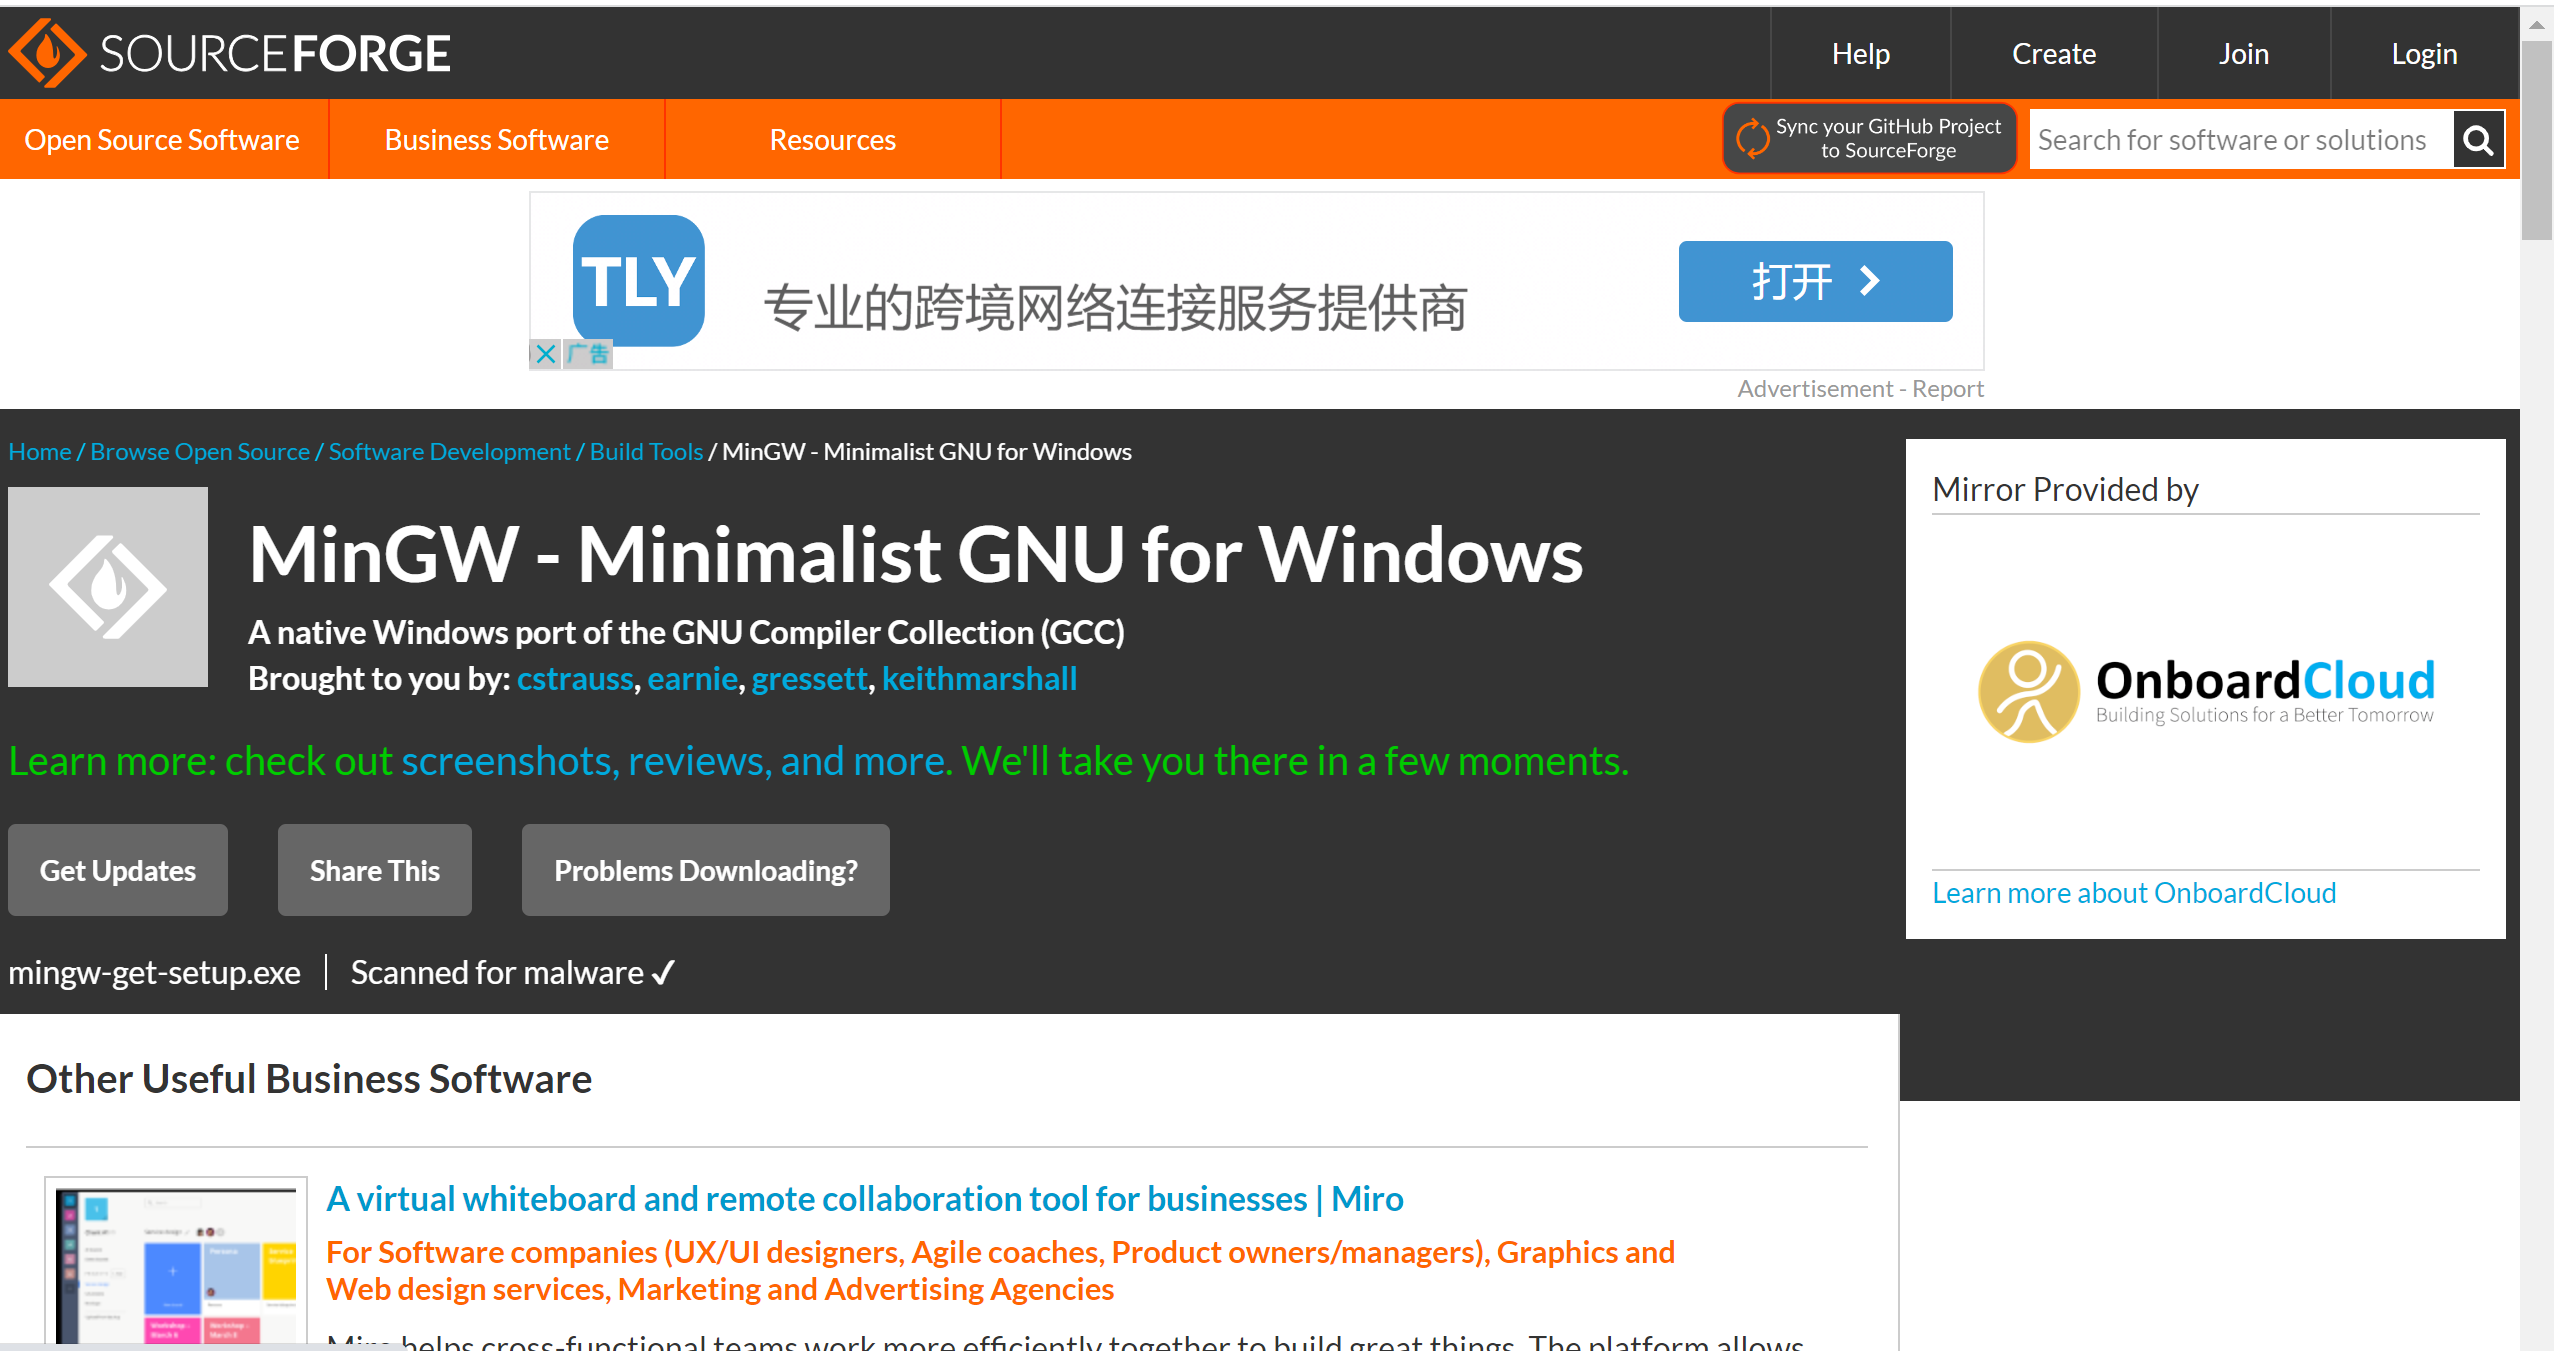 SOURCEFORGE
Help
Create
Join
Login
Open Source Software
Business Software
Resources
Sync your GitHub Project
to SourceForge
Search for software or solutions
TLY
专业的跨境网络连接服务提供商
打开
广告
Advertisement - Report
Home / Browse Open Source / Software Development / Build Tools / MinGW - Minimalist GNU for Windows
MinGW - Minimalist GNU for Windows
A native Windows port of the GNU Compiler Collection (GCC)
Brought to you by: cstrauss, earnie, gressett, keithmarshall
Learn more: check out screenshots, reviews, and more. We'll take you there in a few moments.
Get Updates
Share This
Problems Downloading?
mingw-get-setup.exe
Scanned for malware ✓
Mirror Provided by
OnboardCloud
Building Solutions for a Better Tomorrow
Learn more about OnboardCloud
Other Useful Business Software
A virtual whiteboard and remote collaboration tool for businesses | Miro
For Software companies (UX/UI designers, Agile coaches, Product owners/managers), Graphics and
Web design services, Marketing and Advertising Agencies
Miro helps cross-functional teams work more efficiently together to build great things. The platform allows